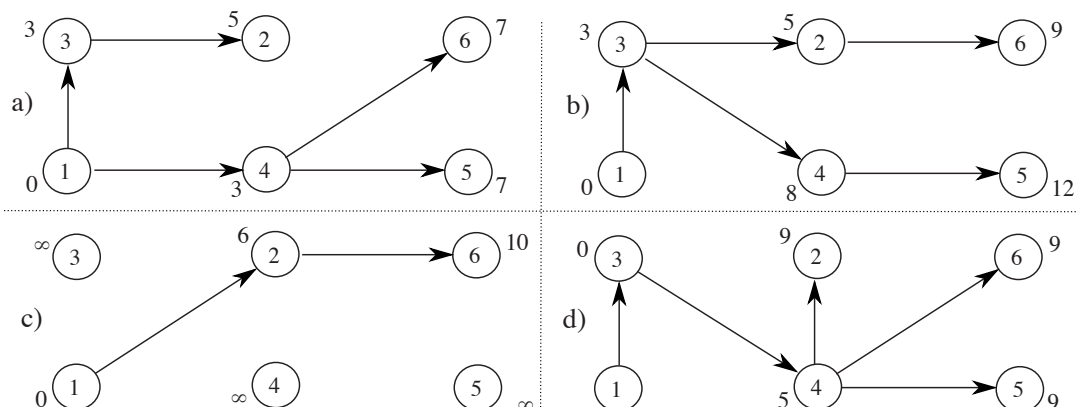 a)
3 3 5 2 6 7
0 1 3 4 5 7
b)
3 3 5 2 6 9
0 1 8 4 5 12
c)
∞ 3 6 2 6 10
0 1 ∞ 4 5 ∞
d)
0 3 9 2 6 9
1 5 4 5 9